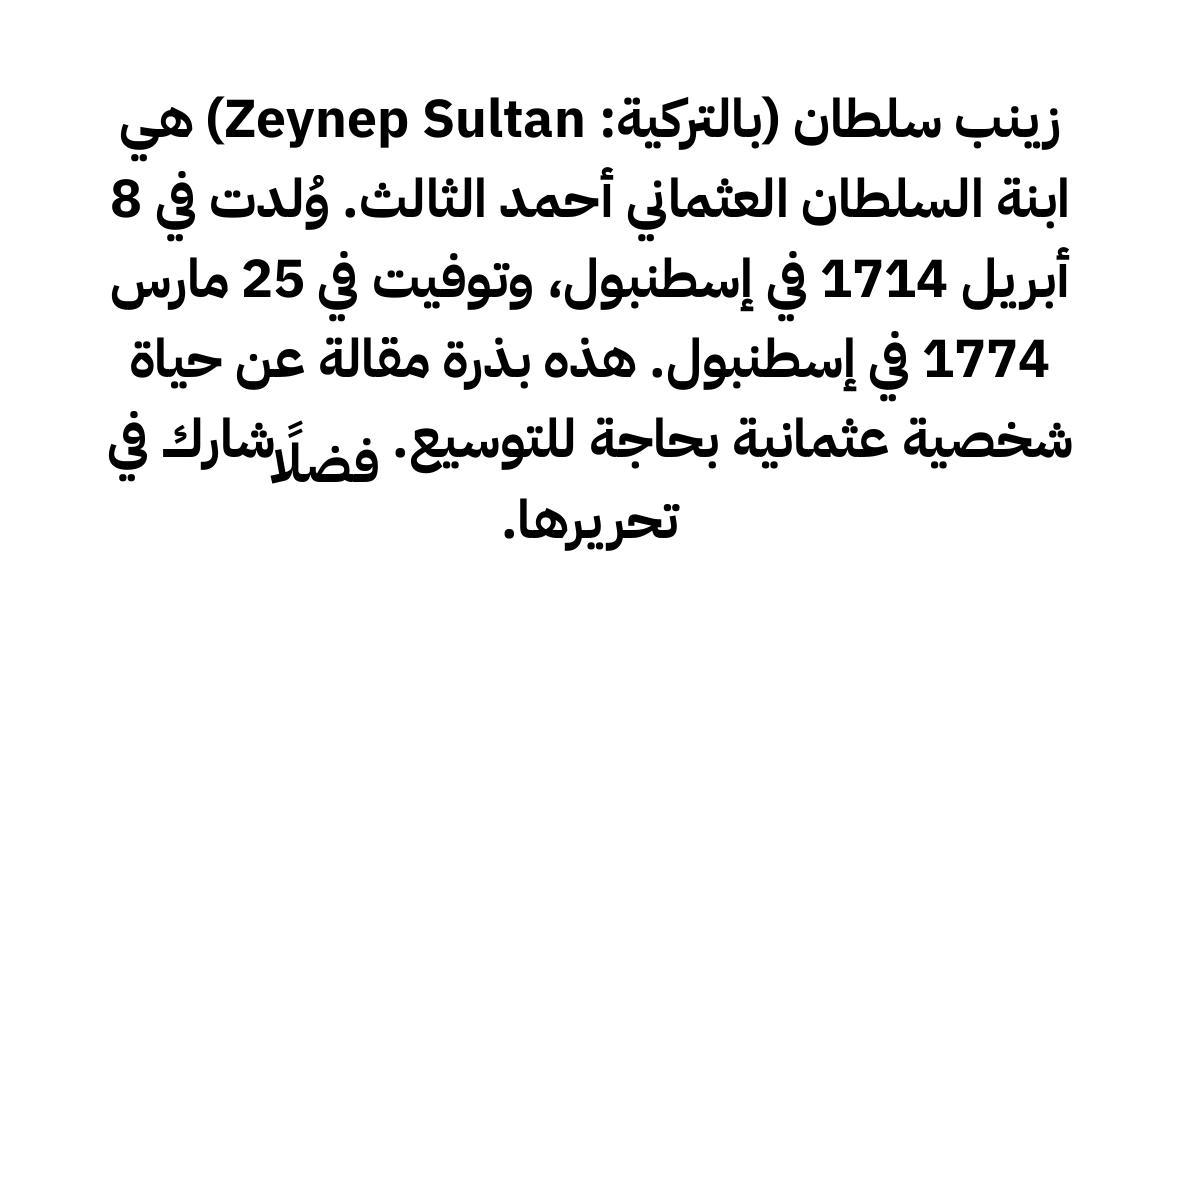 زينب سلطان (بالتركية: Zeynep Sultan) هي
ابنة السلطان العثماني أحمد الثالث. وُلدت في 8
أبريل 1714 في إسطنبول، وتوفيت في 25 مارس
1774 في إسطنبول. هذه بذرة مقالة عن حياة
شخصية عثمانية بحاجة للتوسيع. فضلًا شارك في
تحريرها.